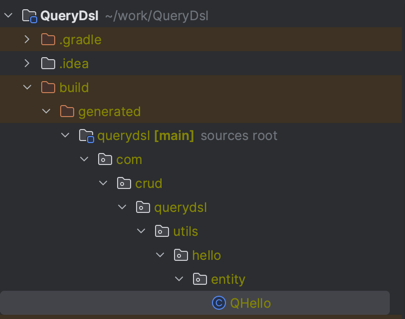 QueryDsl ~/work/QueryDsl
.gradle
.idea
build
generated
querydsl [main] sources root
com
crud
querydsl
utils
hello
entity
C QHello